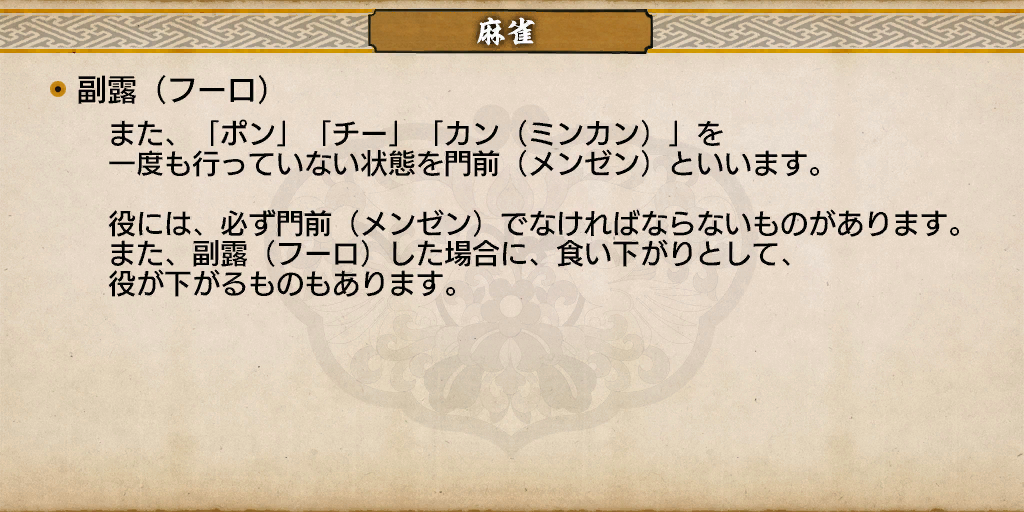 麻雀
副露（フーロ）
また、「ポン」「チー」「カン（ミンカン）」を
一度も行っていない状態を門前（メンゼン）といいます。
役には、必ず門前（メンゼン）でなければならないものがあります。
また、副露（フーロ）した場合に、食い下がりとして、
役が下がるものもあります。